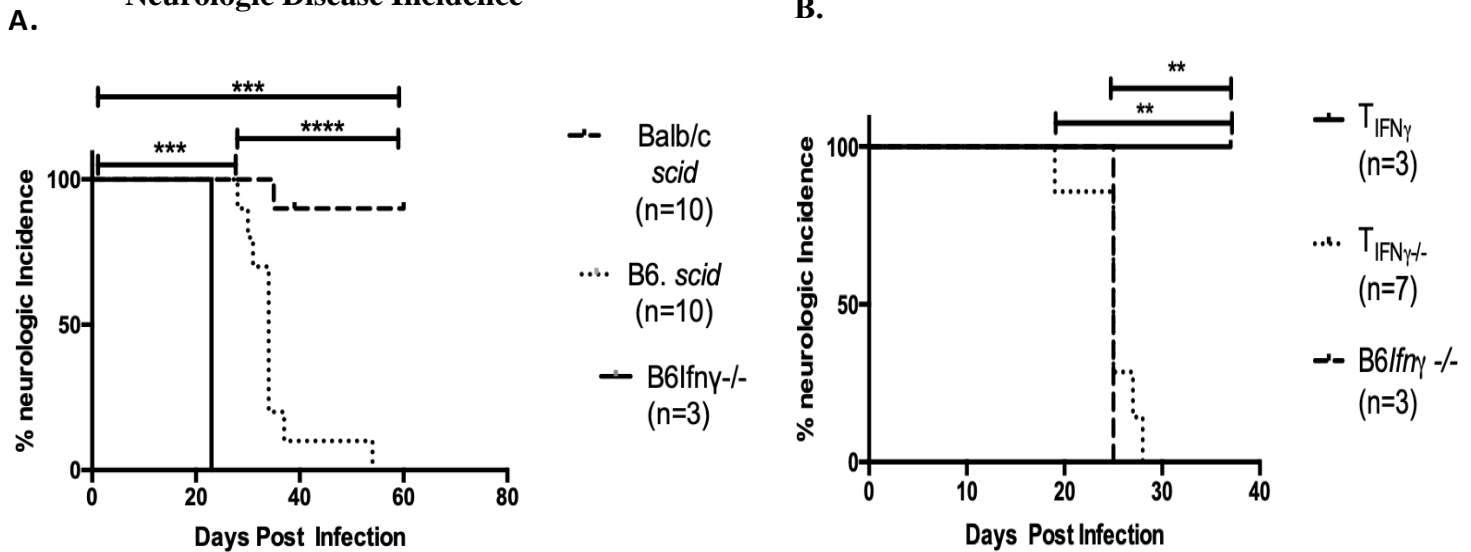 Neurologic Disease Incidence
A.
***
****
***
% neurologic Incidence
100
50
0
0 20 40 60 80
Days Post Infection
Balb/c
scid
(n=10)
B6. scid
(n=10)
B6Ifnγ-/-
(n=3)
B.
**
**
% neurologic Incidence
100
50
0
0 10 20 30 40
Days Post Infection
TIFNγ
(n=3)
TIFNγ-/-
(n=7)
B6Ifnγ -/-
(n=3)